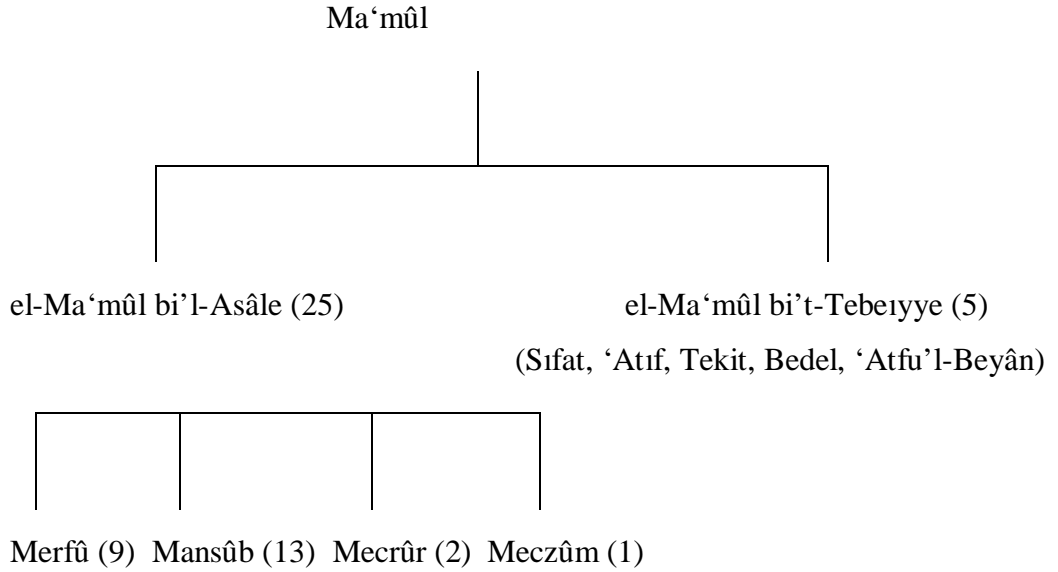 Ma‘mûl
el-Ma‘mûl bi’l-Asâle (25) el-Ma‘mûl bi’t-Tebeıyye (5)
(Sıfat, ‘Atıf, Tekit, Bedel, ‘Atfu’l-Beyân)
Merfû (9) Mansûb (13) Mecrûr (2) Meczûm (1)